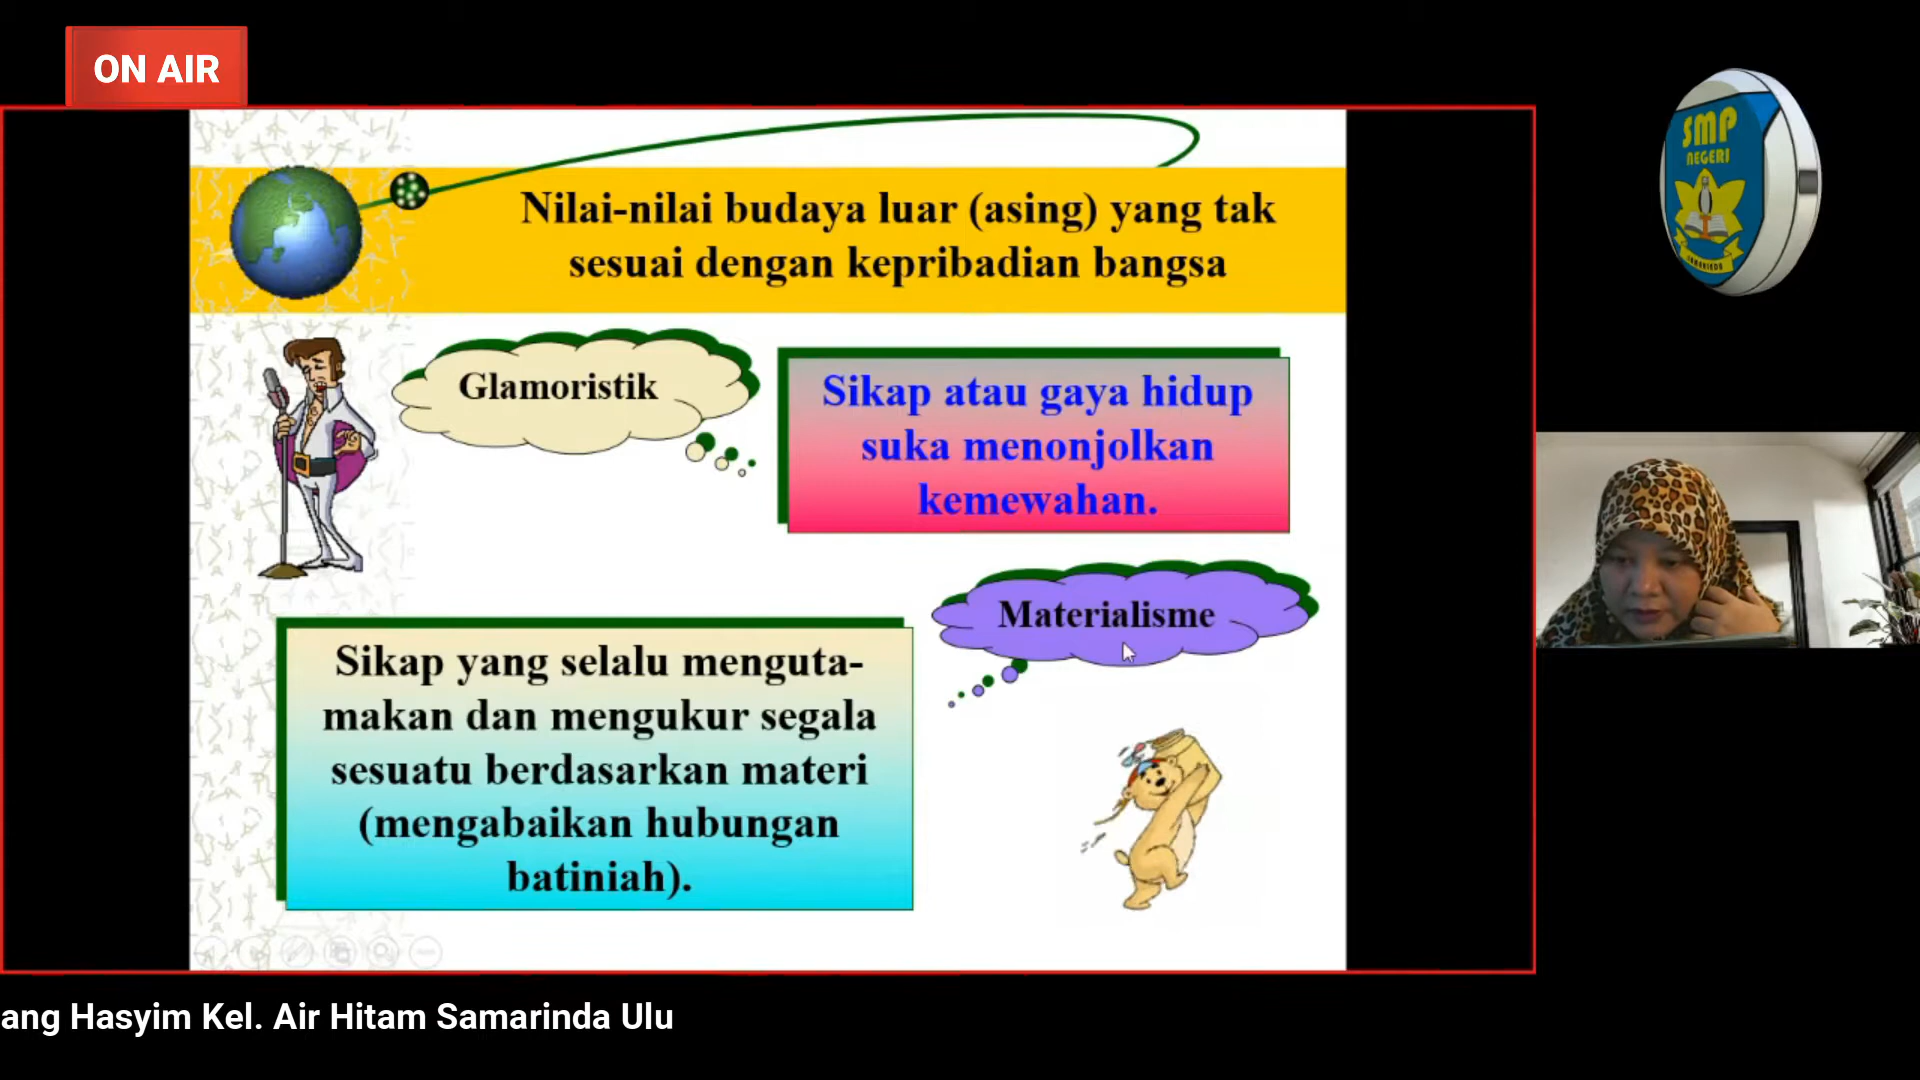 ON AIR
SMP
NEGERI
SAMARINDA
Nilai-nilai budaya luar (asing) yang tak
sesuai dengan kepribadian bangsa
Glamoristik
Sikap atau gaya hidup
suka menonjolkan
kemewahan.
Materialisme
Sikap yang selalu menguta-
makan dan mengukur segala
sesuatu berdasarkan materi
(mengabaikan hubungan
batiniah).
ang Hasyim Kel. Air Hitam Samarinda Ulu